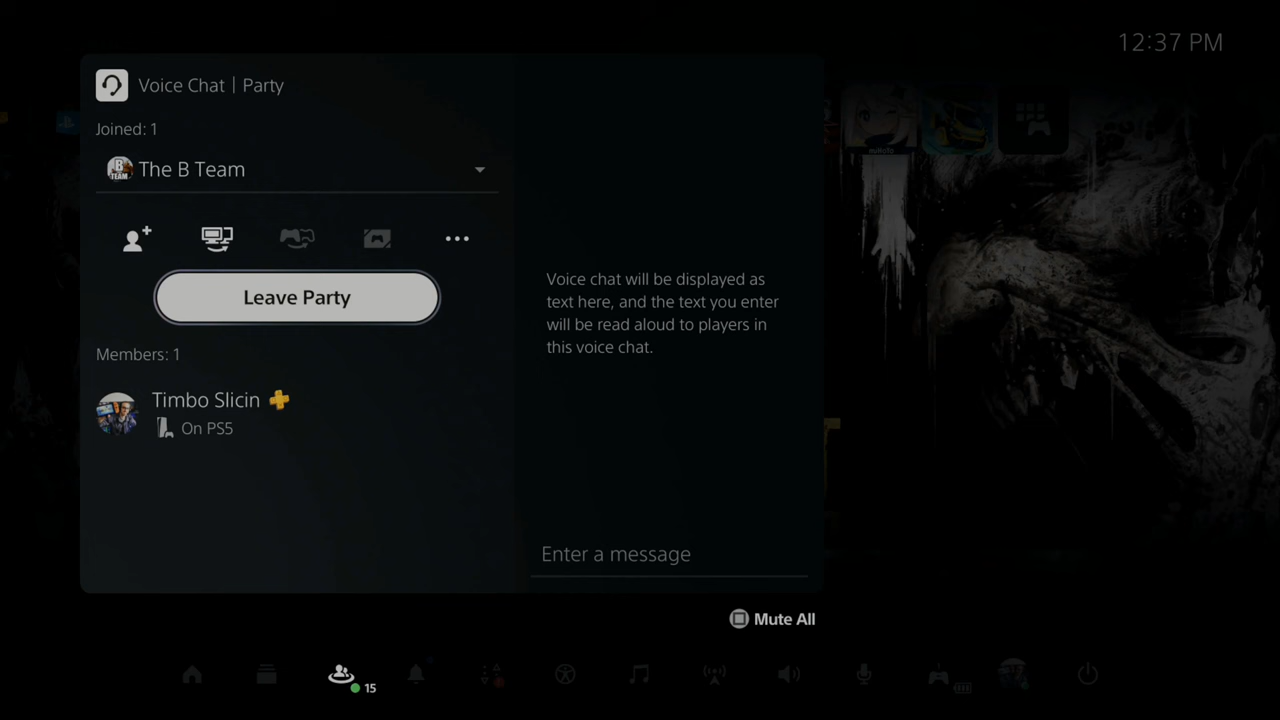 12:37 PM
Voice Chat | Party
Joined: 1
B
TEAM
The B Team
Leave Party
Members: 1
Timbo Slicin
On PS5
Voice chat will be displayed as
text here, and the text you enter
will be read aloud to players in
this voice chat.
Enter a message
Mute All
15